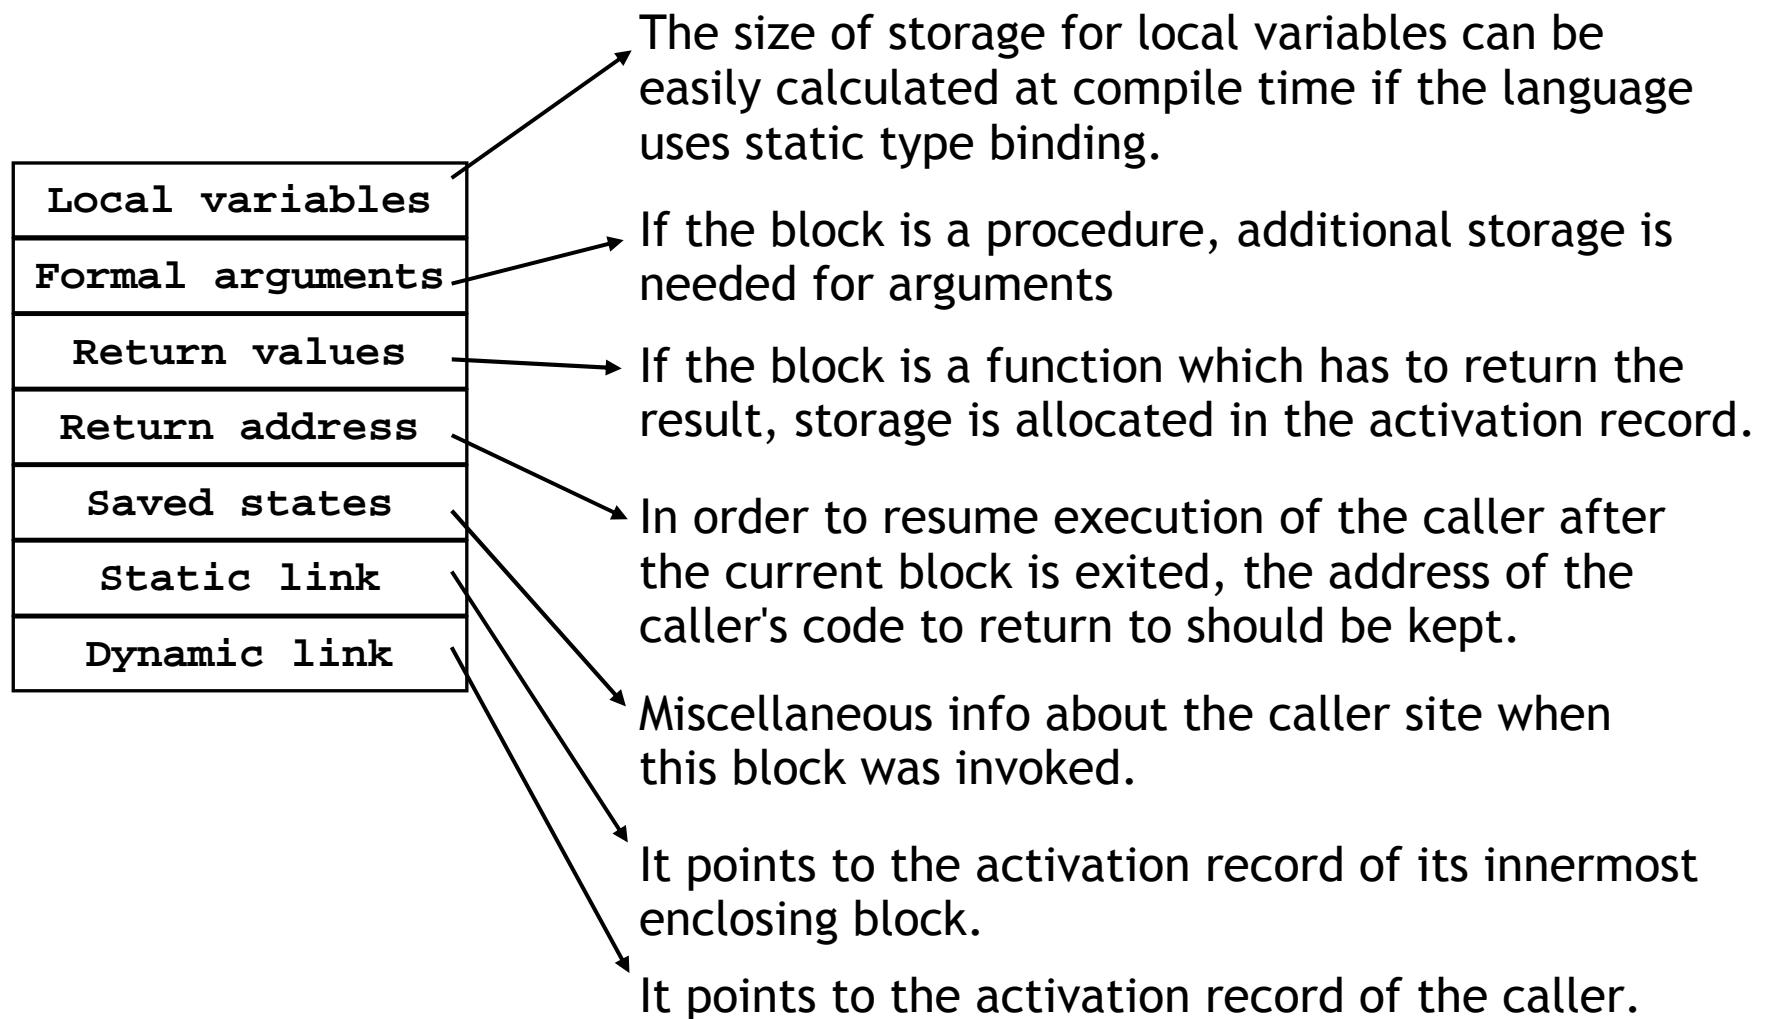 The size of storage for local variables can be
easily calculated at compile time if the language
uses static type binding.
Local variables
If the block is a procedure, additional storage is
needed for arguments
Formal arguments
If the block is a function which has to return the
result, storage is allocated in the activation record.
Return values
Return address
In order to resume execution of the caller after
the current block is exited, the address of the
caller's code to return to should be kept.
Saved states
Miscellaneous info about the caller site when
this block was invoked.
Static link
It points to the activation record of its innermost
enclosing block.
Dynamic link
It points to the activation record of the caller.